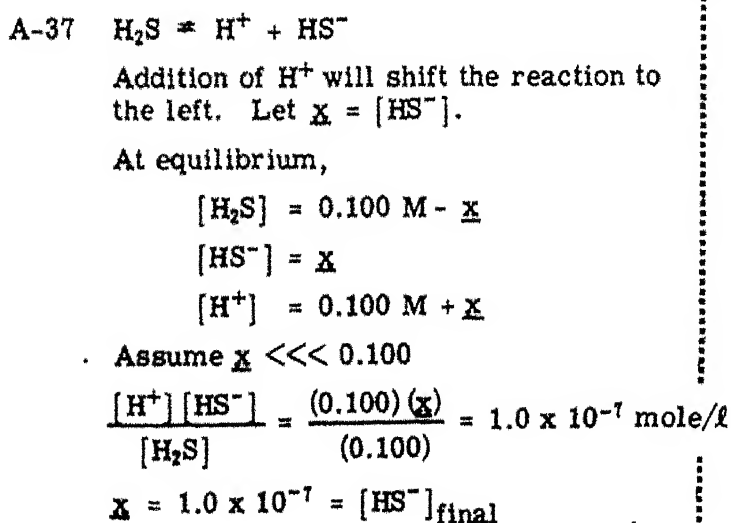 A-37 H₂S ⇌ H⁺ + HS⁻
Addition of H⁺ will shift the reaction to
the left. Let x = [HS⁻].
At equilibrium,
[H₂S] = 0.100 M - x
[HS⁻] = x
[H⁺] = 0.100 M + x
Assume x <<< 0.100
[H⁺][HS⁻] / [H₂S] = (0.100)(x) / (0.100) = 1.0 x 10⁻⁷ mole/ℓ
x = 1.0 x 10⁻⁷ = [HS⁻]final